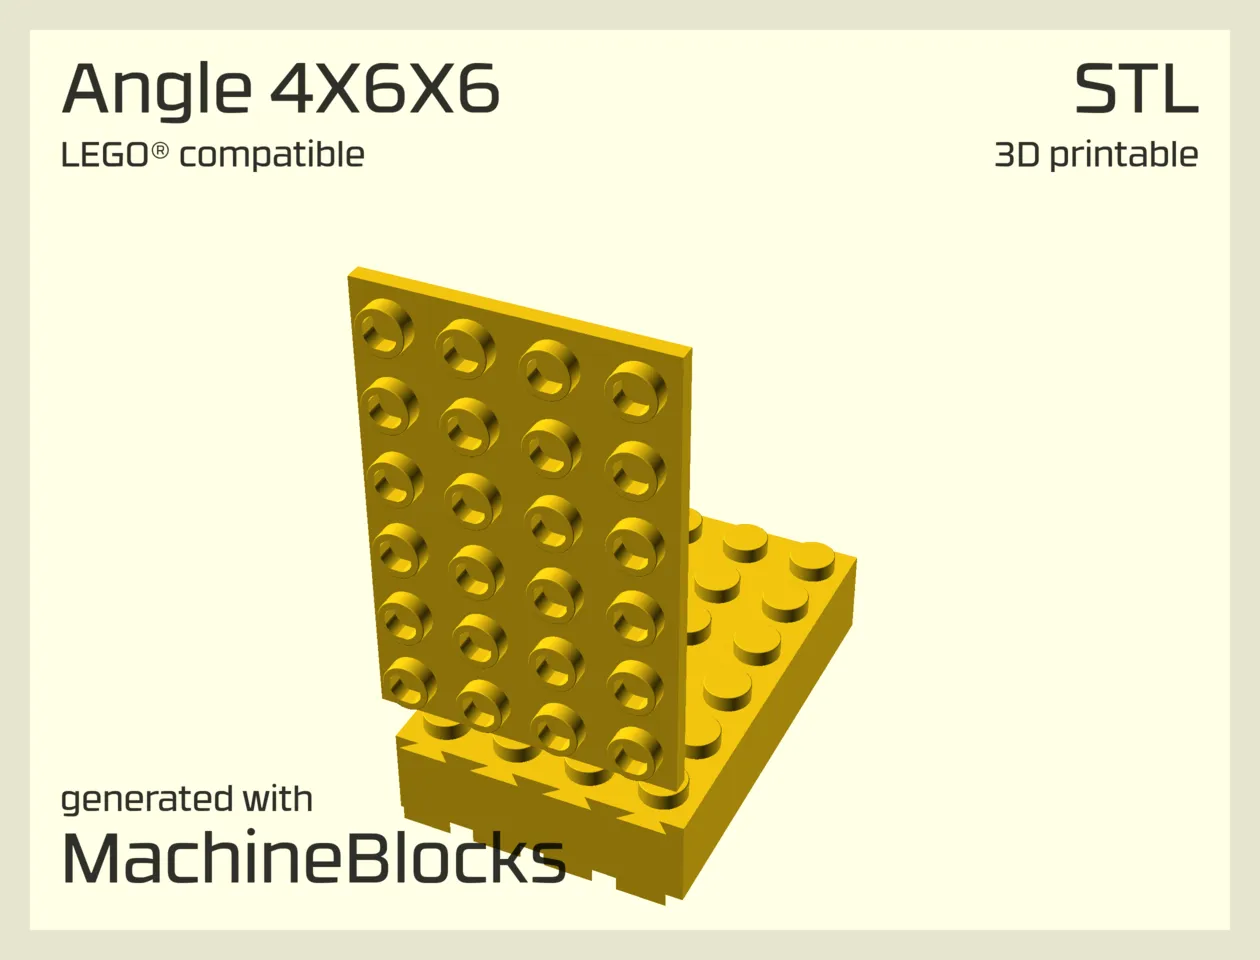 Angle 4X6X6
STL
LEGO® compatible
3D printable
generated with
MachineBlocks